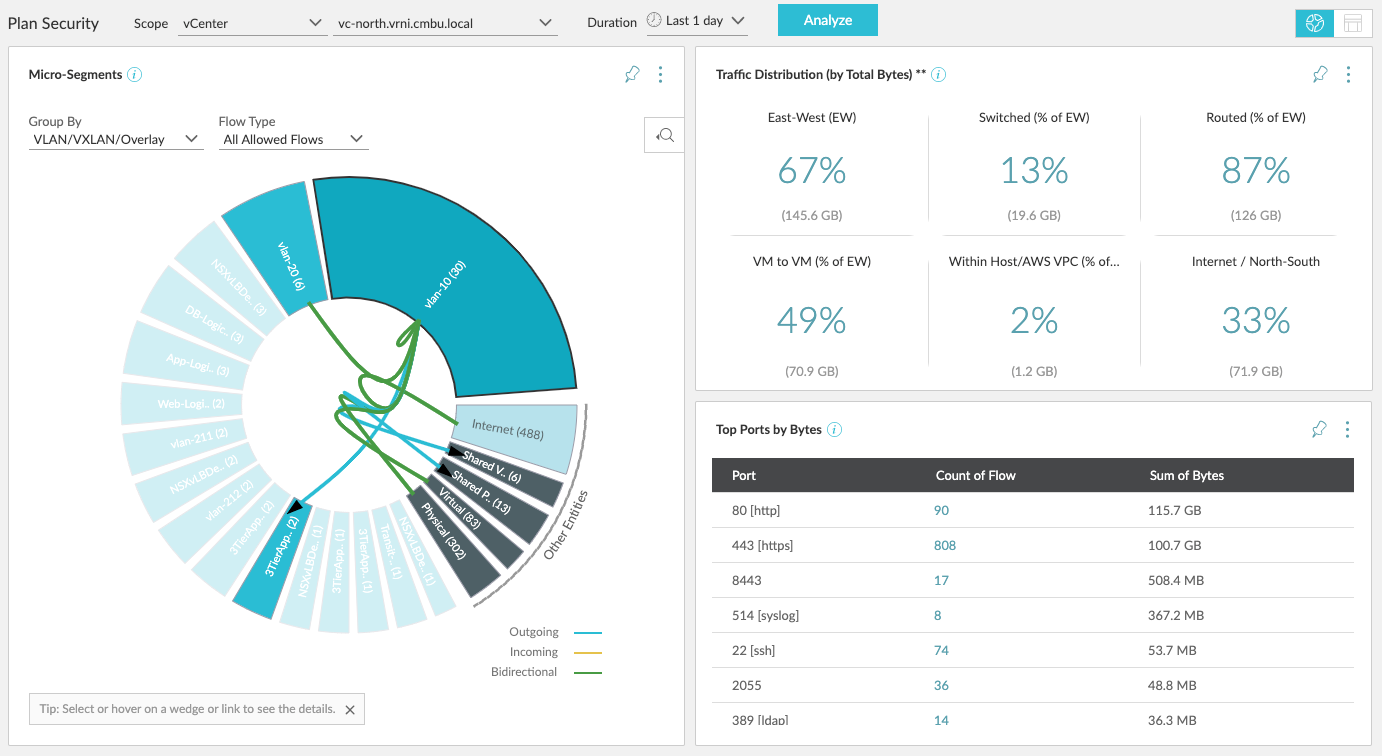 Plan Security
Scope vCenter vc-north.vrni.cmbu.local Duration Last 1 day Analyze
Micro-Segments
Group By Flow Type
VLAN/VXLAN/Overlay All Allowed Flows
vlan-10 (30)
vlan-20 (6)
NSXvLBDe.. (3)
DB-Logic.. (3)
App-Logi.. (3)
Web-Logi.. (2)
vlan-211 (2)
NSXvLBDe.. (2)
vlan-212 (2)
3TierApp.. (2)
3TierApp.. (2)
NSXvLBDe.. (1)
3TierApp.. (1)
3TierApp.. (1)
Transit-.. (1)
NSXvLBDe.. (1)
Physical (302)
Virtual (83)
Shared P.. (13)
Shared V.. (6)
Internet (488)
Other Entities
Outgoing
Incoming
Bidirectional
Tip: Select or hover on a wedge or link to see the details.
Traffic Distribution (by Total Bytes) **
East-West (EW) Switched (% of EW) Routed (% of EW)
67% 13% 87%
(145.6 GB) (19.6 GB) (126 GB)
VM to VM (% of EW) Within Host/AWS VPC (% of... Internet / North-South
49% 2% 33%
(70.9 GB) (1.2 GB) (71.9 GB)
Top Ports by Bytes
Port Count of Flow Sum of Bytes
80 [http] 90 115.7 GB
443 [https] 808 100.7 GB
8443 17 508.4 MB
514 [syslog] 8 367.2 MB
22 [ssh] 74 53.7 MB
2055 36 48.8 MB
389 [ldap] 14 36.3 MB